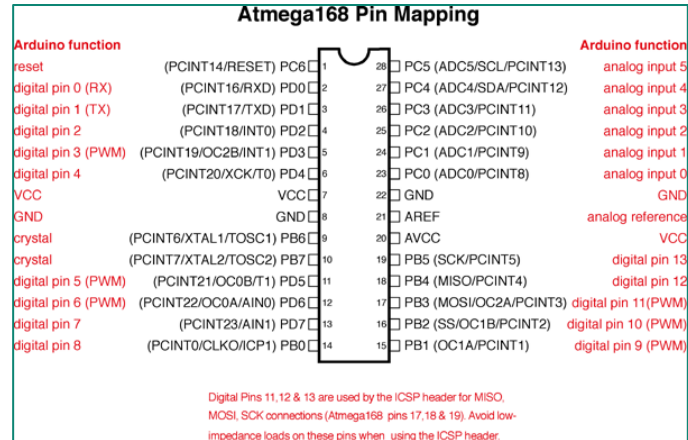 Atmega168 Pin Mapping
Arduino function Arduino function
reset (PCINT14/RESET) PC6 1 28 PC5 (ADC5/SCL/PCINT13) analog input 5
digital pin 0 (RX) (PCINT16/RXD) PD0 2 27 PC4 (ADC4/SDA/PCINT12) analog input 4
digital pin 1 (TX) (PCINT17/TXD) PD1 3 26 PC3 (ADC3/PCINT11) analog input 3
digital pin 2 (PCINT18/INT0) PD2 4 25 PC2 (ADC2/PCINT10) analog input 2
digital pin 3 (PWM) (PCINT19/OC2B/INT1) PD3 5 24 PC1 (ADC1/PCINT9) analog input 1
digital pin 4 (PCINT20/XCK/T0) PD4 6 23 PC0 (ADC0/PCINT8) analog input 0
VCC VCC 7 22 GND GND
GND GND 8 21 AREF analog reference
crystal (PCINT6/XTAL1/TOSC1) PB6 9 20 AVCC VCC
crystal (PCINT7/XTAL2/TOSC2) PB7 10 19 PB5 (SCK/PCINT5) digital pin 13
digital pin 5 (PWM) (PCINT21/OC0B/T1) PD5 11 18 PB4 (MISO/PCINT4) digital pin 12
digital pin 6 (PWM) (PCINT22/OC0A/AIN0) PD6 12 17 PB3 (MOSI/OC2A/PCINT3) digital pin 11(PWM)
digital pin 7 (PCINT23/AIN1) PD7 13 16 PB2 (SS/OC1B/PCINT2) digital pin 10 (PWM)
digital pin 8 (PCINT0/CLKO/ICP1) PB0 14 15 PB1 (OC1A/PCINT1) digital pin 9 (PWM)
Digital Pins 11,12 & 13 are used by the ICSP header for MISO,
MOSI, SCK connections (Atmega168 pins 17,18 & 19). Avoid low-
impedance loads on these pins when using the ICSP header.